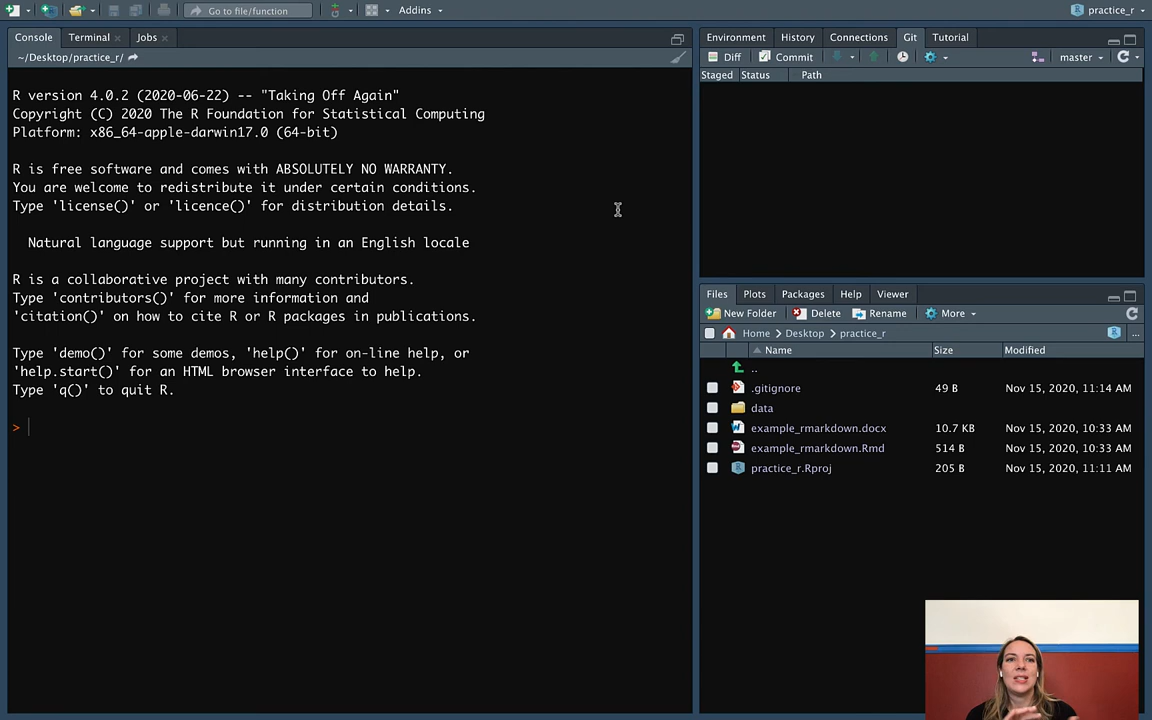 Go to file/function
Addins
practice_r
Console
Terminal
Jobs
~/Desktop/practice_r/
R version 4.0.2 (2020-06-22) -- "Taking Off Again"
Copyright (C) 2020 The R Foundation for Statistical Computing
Platform: x86_64-apple-darwin17.0 (64-bit)
R is free software and comes with ABSOLUTELY NO WARRANTY.
You are welcome to redistribute it under certain conditions.
Type 'license()' or 'licence()' for distribution details.
Natural language support but running in an English locale
R is a collaborative project with many contributors.
Type 'contributors()' for more information and
'citation()' on how to cite R or R packages in publications.
Type 'demo()' for some demos, 'help()' for on-line help, or
'help.start()' for an HTML browser interface to help.
Type 'q()' to quit R.
>
Environment
History
Connections
Git
Tutorial
Diff
Commit
master
Staged
Status
Path
Files
Plots
Packages
Help
Viewer
New Folder
Delete
Rename
More
Home
Desktop
practice_r
...
Name
Size
Modified
..
.gitignore 49 B Nov 15, 2020, 11:14 AM
data
example_rmarkdown.docx 10.7 KB Nov 15, 2020, 10:33 AM
example_rmarkdown.Rmd 514 B Nov 15, 2020, 10:33 AM
practice_r.Rproj 205 B Nov 15, 2020, 11:11 AM